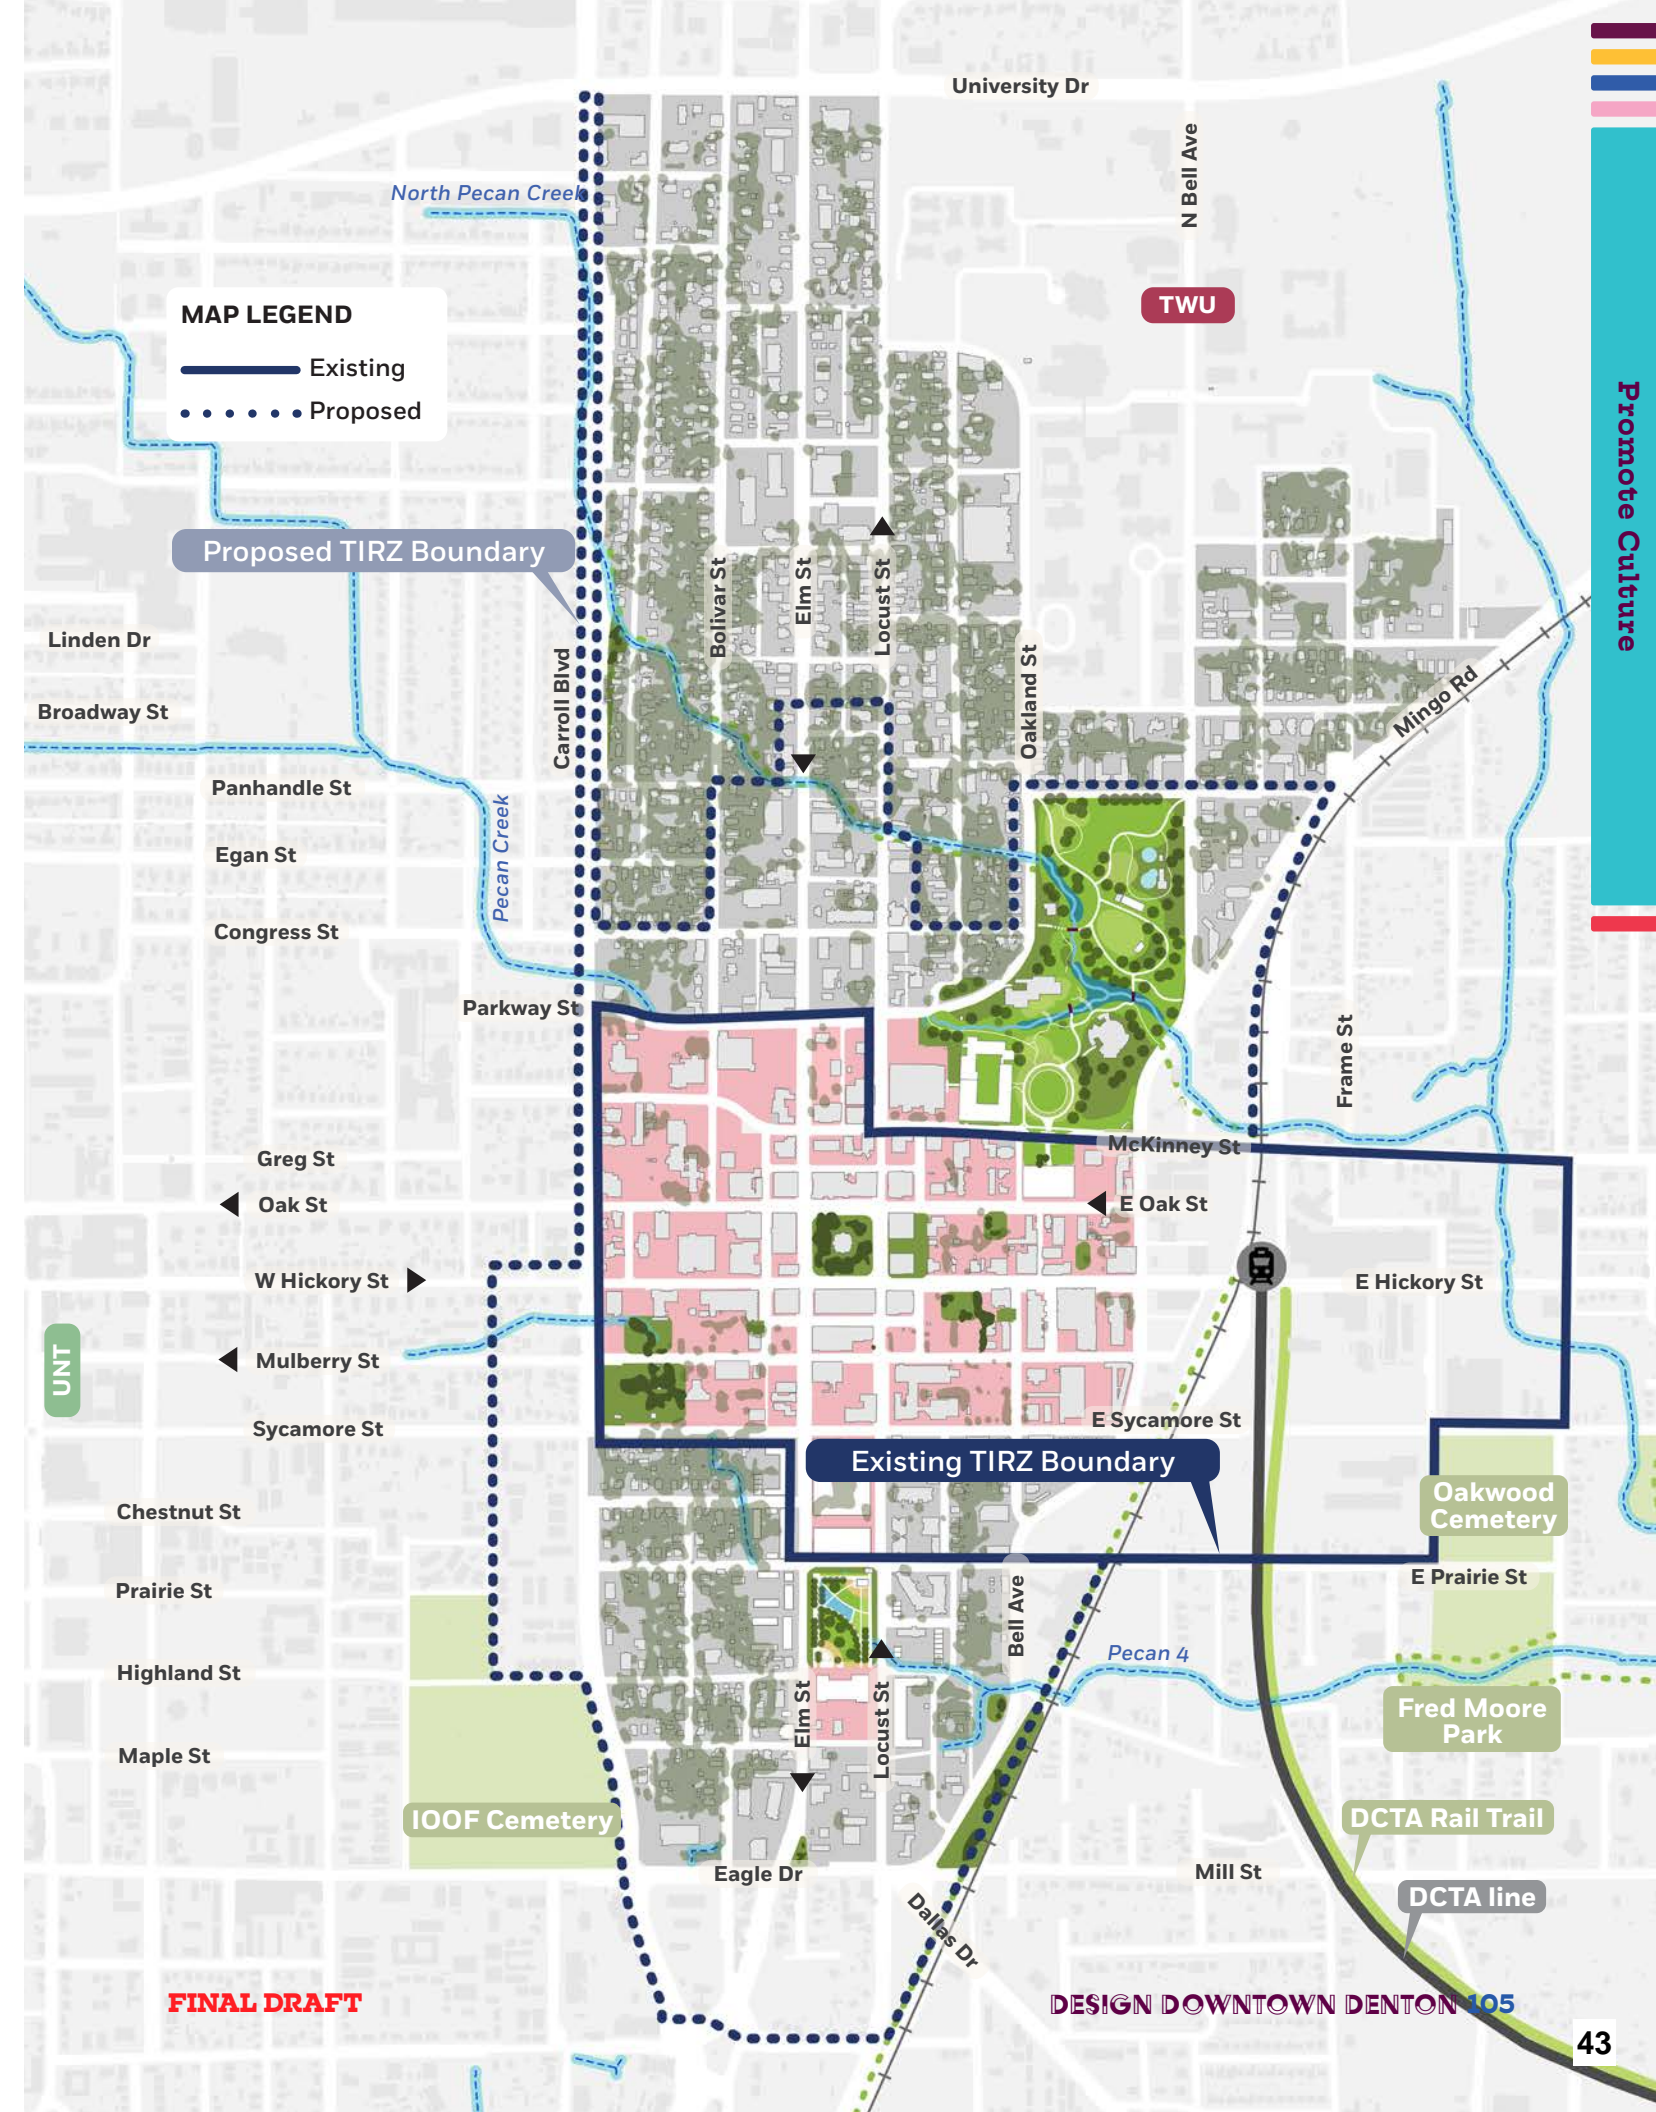 University Dr
N Bell Ave
North Pecan Creek
TWU
MAP LEGEND
Existing
Proposed
Promote Culture
Proposed TIRZ Boundary
Bolivar St
Elm St
Locust St
Linden Dr
Carroll Blvd
Oakland St
Mingo Rd
Broadway St
Panhandle St
Pecan Creek
Egan St
Congress St
Parkway St
Frame St
McKinney St
Greg St
Oak St
E Oak St
W Hickory St
E Hickory St
UNT
Mulberry St
Sycamore St
E Sycamore St
Existing TIRZ Boundary
Oakwood
Cemetery
Chestnut St
Prairie St
E Prairie St
Bell Ave
Pecan 4
Highland St
Elm St
Locust St
Fred Moore
Park
Maple St
IOOF Cemetery
DCTA Rail Trail
Eagle Dr
Mill St
DCTA line
Dallas Dr
FINAL DRAFT
DESIGN DOWNTOWN DENTON 105
43